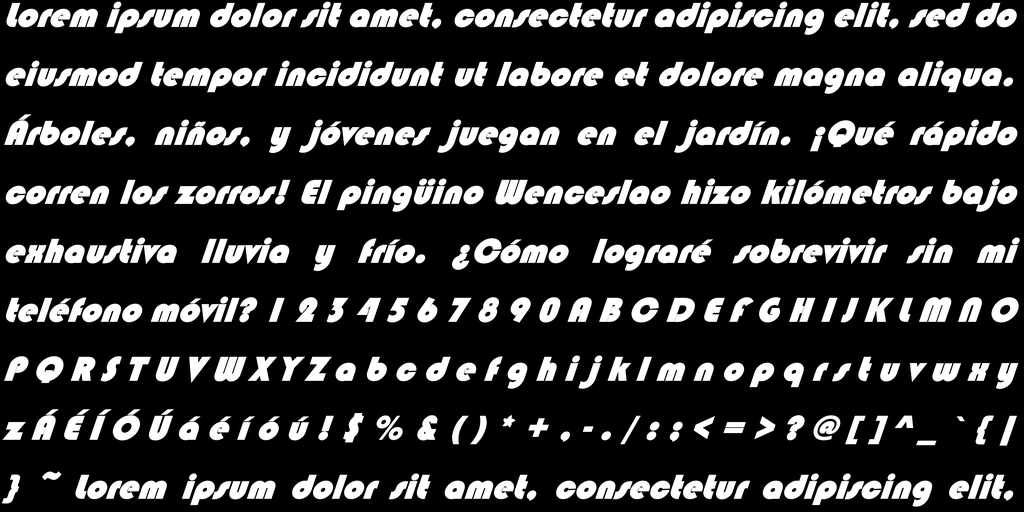 Lorem ipsum dolor sit amet, consectetur adipiscing elit, sed do
eiusmod tempor incididunt ut labore et dolore magna aliqua.
Árboles, niños, y jóvenes juegan en el jardín. ¡Qué rápido
corren los zorros! El pingüino Wenceslao hizo kilómetros bajo
exhaustiva lluvia y frío. ¿Cómo lograré sobrevivir sin mi
teléfono móvil? 1 2 3 4 5 6 7 8 9 0 A B C D E F G H I J K L M N O
P Q R S T U V W X Y Z a b c d e f g h i j k l m n o p q r s t u v w x y
z Á É Í Ó Ú á é í ó ú ! $ % & ( ) * + , - . / : ; < = > ? @ [ ] ^ _ ` { |
} ~ Lorem ipsum dolor sit amet, consectetur adipiscing elit,